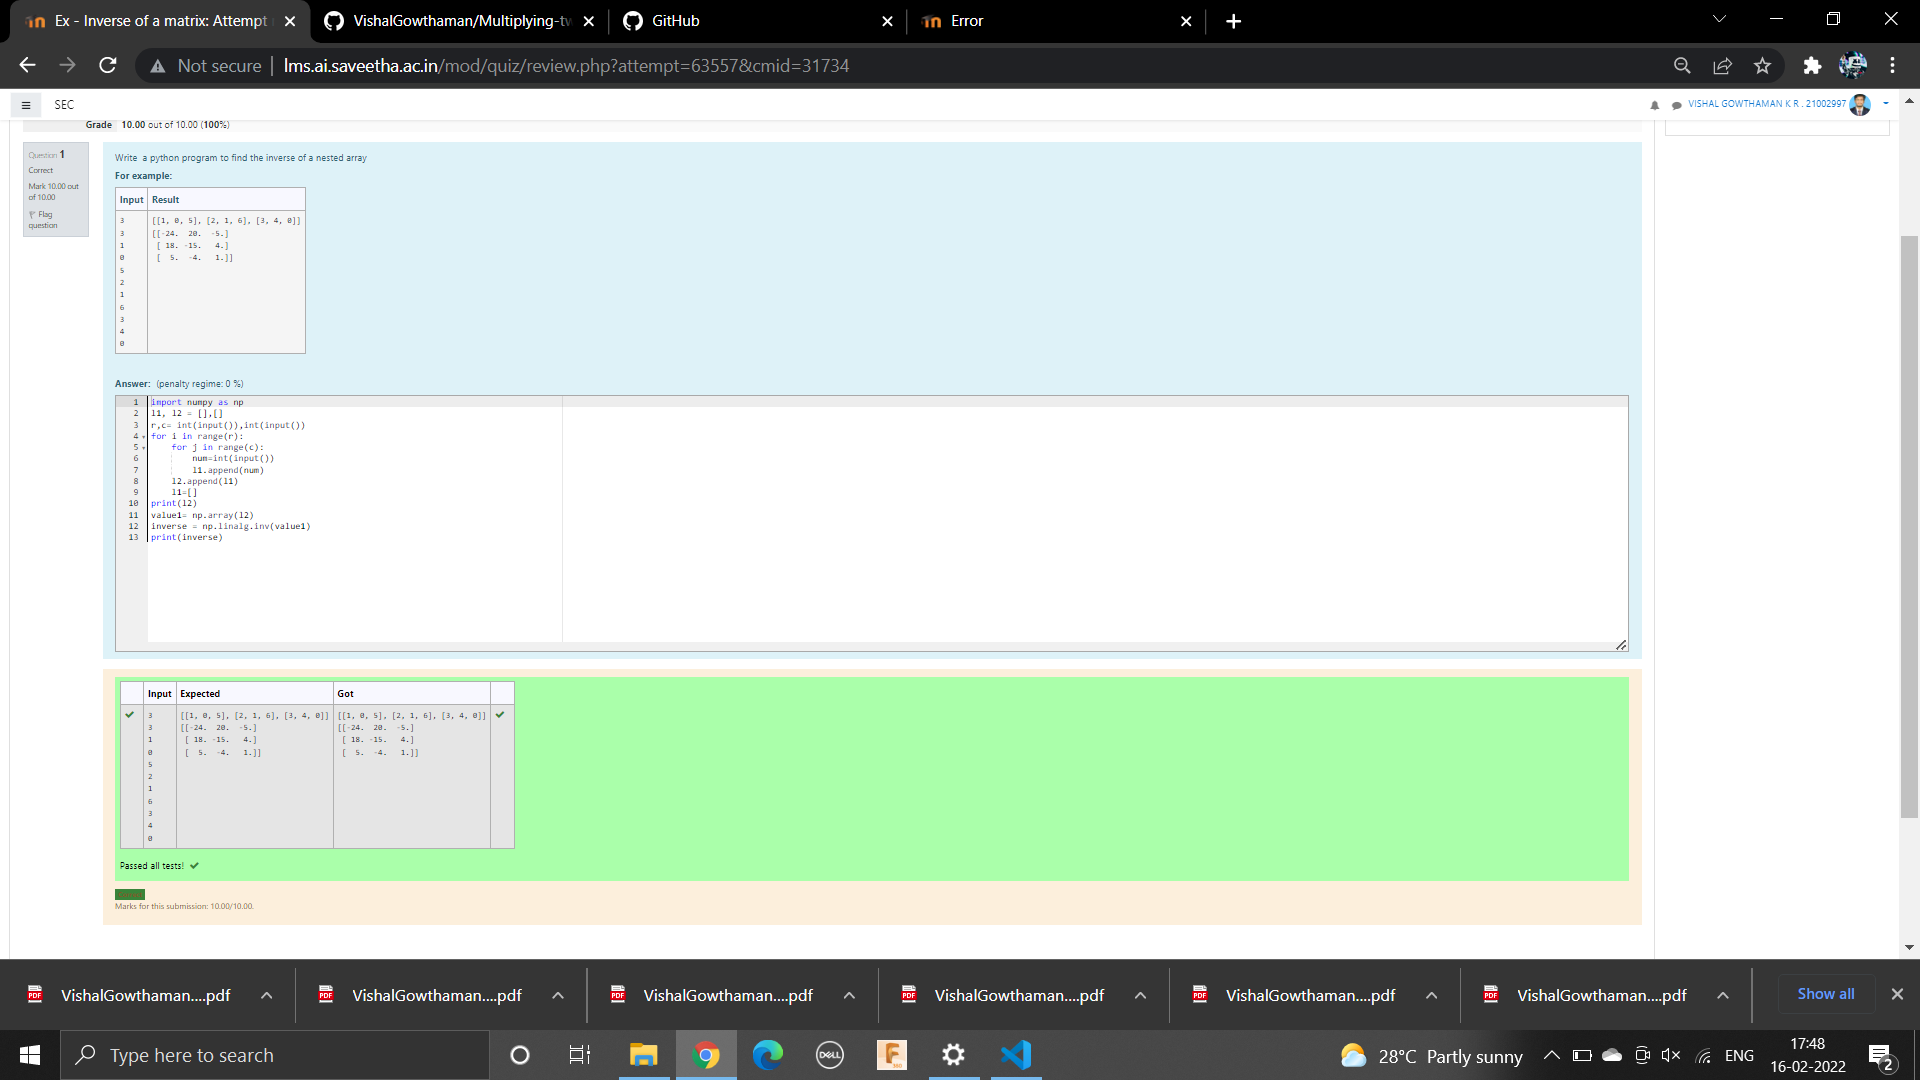 Ex - Inverse of a matrix: Attempt
VishalGowthaman/Multiplying-tw
GitHub
Error
Not secure
lms.ai.saveetha.ac.in/mod/quiz/review.php?attempt=63557&cmid=31734
SEC
VISHAL GOWTHAMAN K R . 21002997
Grade 10.00 out of 10.00 (100%)
Question 1
Correct
Mark 10.00 out
of 10.00
Flag
question
Write a python program to find the inverse of a nested array
For example:
Input Result
3 [[1, 0, 5], [2, 1, 6], [3, 4, 0]]
3 [[-24. 20. -5.]
1 [ 18. -15. 4.]
0 [ 5. -4. 1.]]
5
2
1
6
3
4
0
Answer: (penalty regime: 0 %)
1 import numpy as np
2 l1, l2 = [],[]
3 r,c= int(input()),int(input())
4 for i in range(r):
5 for j in range(c):
6 num=int(input())
7 l1.append(num)
8 l2.append(l1)
9 l1=[]
10 print(l2)
11 value1= np.array(l2)
12 inverse = np.linalg.inv(value1)
13 print(inverse)
Input Expected Got
3 [[1, 0, 5], [2, 1, 6], [3, 4, 0]] [[1, 0, 5], [2, 1, 6], [3, 4, 0]]
3 [[-24. 20. -5.] [[-24. 20. -5.]
1 [ 18. -15. 4.] [ 18. -15. 4.]
0 [ 5. -4. 1.]] [ 5. -4. 1.]]
5
2
1
6
3
4
0
Passed all tests!
Marks for this submission: 10.00/10.00.
VishalGowthaman....pdf
VishalGowthaman....pdf
VishalGowthaman....pdf
VishalGowthaman....pdf
VishalGowthaman....pdf
VishalGowthaman....pdf
Show all
Type here to search
DELL
28°C Partly sunny
ENG
17:48
16-02-2022
2